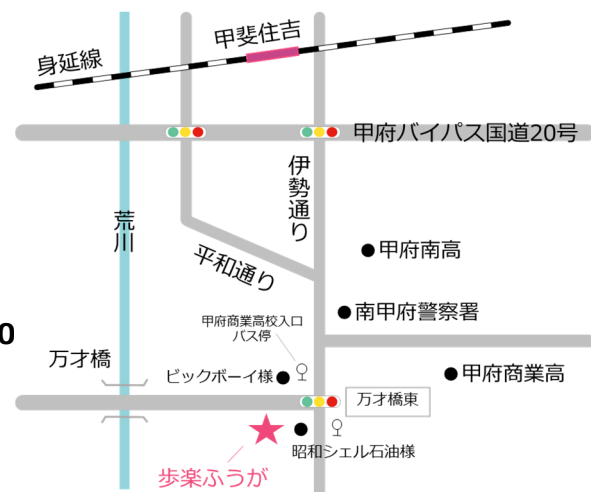 甲斐住吉
身延線
甲府バイパス国道20号
伊勢通り
荒川
平和通り
甲府南高
南甲府警察署
甲府商業高校入口
バス停
0
万才橋
ビックボーイ様
甲府商業高
万才橋東
昭和シェル石油様
歩楽ふうが